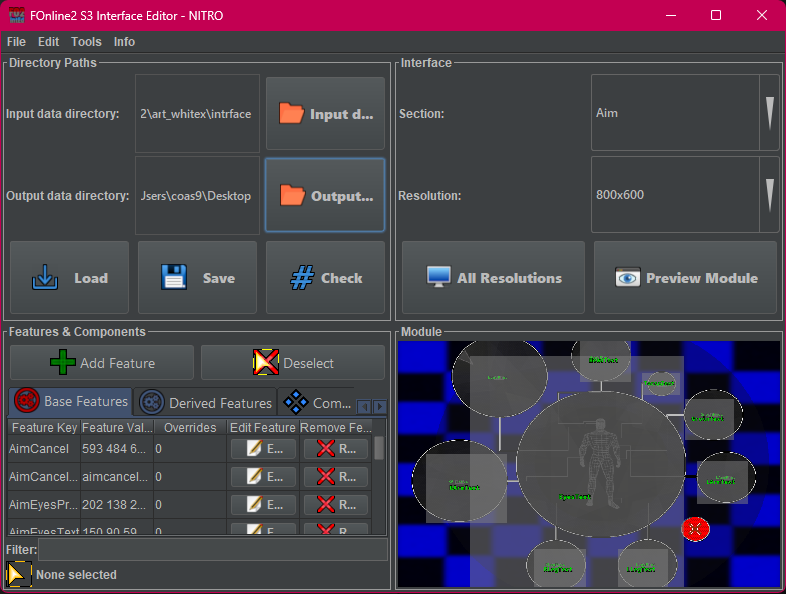 FOnline2 S3 Interface Editor - NITRO
File Edit Tools Info
Directory Paths
Input data directory: 2\art_whitex\intrface Input d...
Output data directory: Jsers\coas9\Desktop Output...
Load Save Check
Interface
Section: Aim
Resolution: 800x600
All Resolutions Preview Module
Features & Components
Add Feature Deselect
Base Features Derived Features Com...
Feature Key Feature Val... Overrides Edit Feature Remove Fe...
AimCancel 593 484 6... 0 E... R...
AimCancel... aimcancel... 0 E... R...
AimEyesPr... 202 138 2... 0 E... R...
AimEyesText 150 90 59 0 E... R...
Filter:
None selected
Module